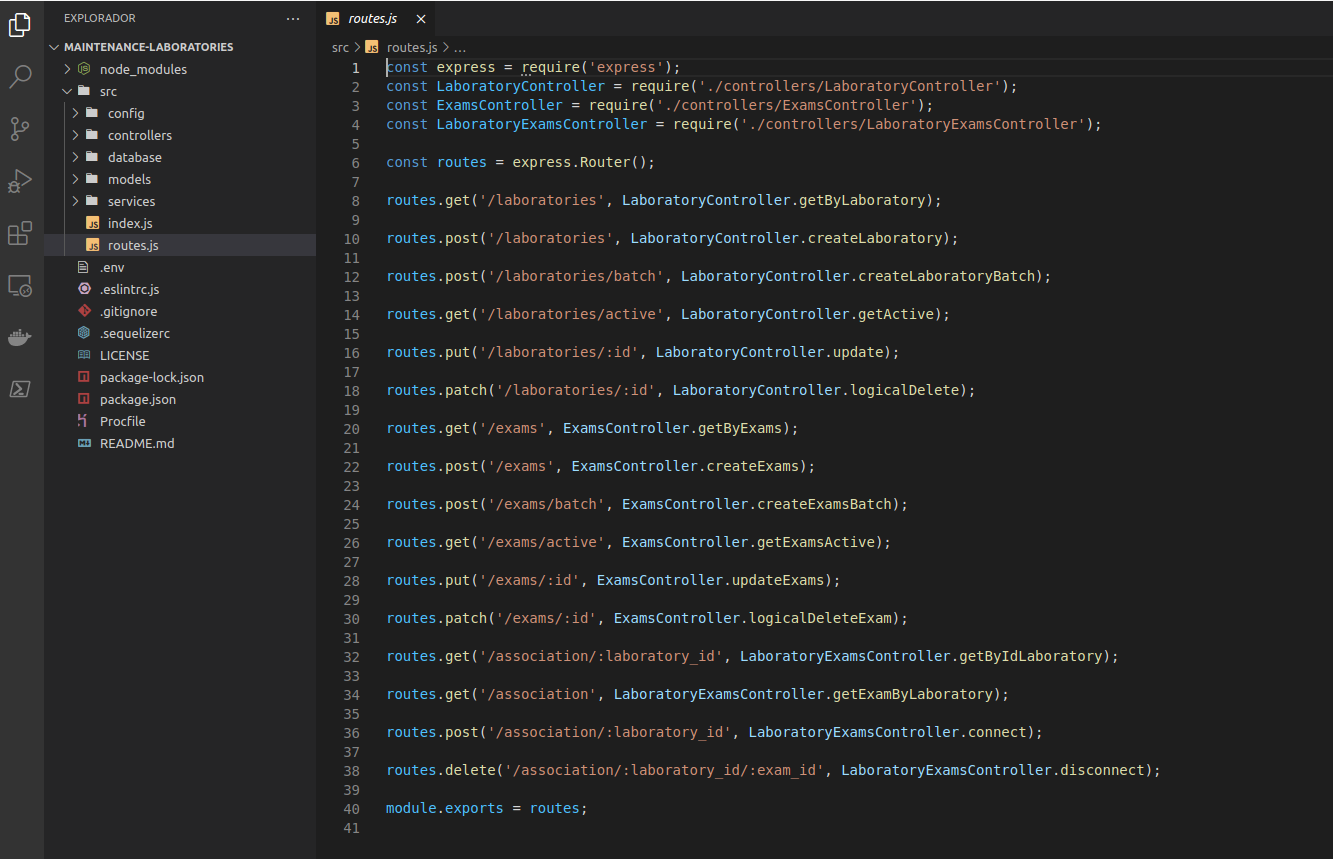 EXPLORADOR
MAINTENANCE-LABORATORIES
node_modules
src
config
controllers
database
models
services
index.js
routes.js
.env
.eslintrc.js
.gitignore
.sequelizerc
LICENSE
package-lock.json
package.json
Procfile
README.md
routes.js
src > routes.js > ...
1 const express = require('express');
2 const LaboratoryController = require('./controllers/LaboratoryController');
3 const ExamsController = require('./controllers/ExamsController');
4 const LaboratoryExamsController = require('./controllers/LaboratoryExamsController');
5
6 const routes = express.Router();
7
8 routes.get('/laboratories', LaboratoryController.getByLaboratory);
9
10 routes.post('/laboratories', LaboratoryController.createLaboratory);
11
12 routes.post('/laboratories/batch', LaboratoryController.createLaboratoryBatch);
13
14 routes.get('/laboratories/active', LaboratoryController.getActive);
15
16 routes.put('/laboratories/:id', LaboratoryController.update);
17
18 routes.patch('/laboratories/:id', LaboratoryController.logicalDelete);
19
20 routes.get('/exams', ExamsController.getByExams);
21
22 routes.post('/exams', ExamsController.createExams);
23
24 routes.post('/exams/batch', ExamsController.createExamsBatch);
25
26 routes.get('/exams/active', ExamsController.getExamsActive);
27
28 routes.put('/exams/:id', ExamsController.updateExams);
29
30 routes.patch('/exams/:id', ExamsController.logicalDeleteExam);
31
32 routes.get('/association/:laboratory_id', LaboratoryExamsController.getByIdLaboratory);
33
34 routes.get('/association', LaboratoryExamsController.getExamByLaboratory);
35
36 routes.post('/association/:laboratory_id', LaboratoryExamsController.connect);
37
38 routes.delete('/association/:laboratory_id/:exam_id', LaboratoryExamsController.disconnect);
39
40 module.exports = routes;
41